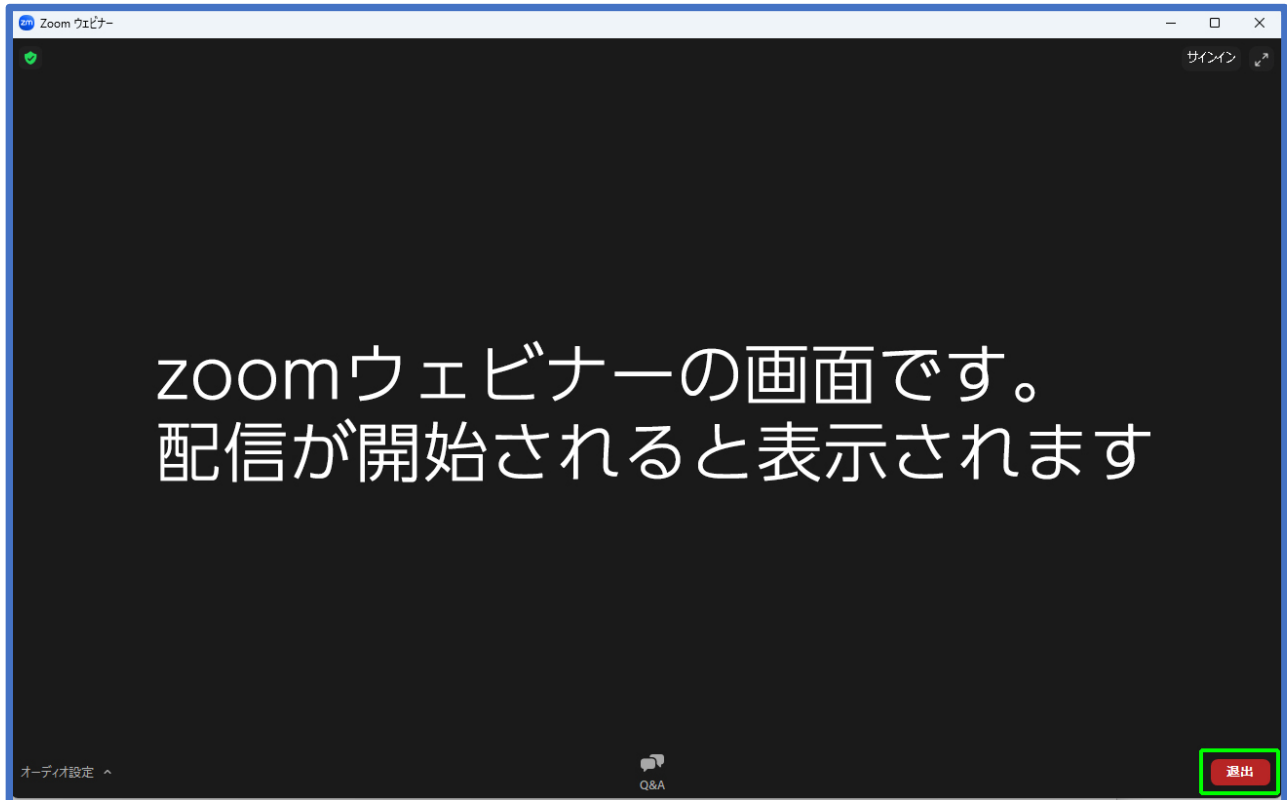 zm Zoom ウェビナー
サインイン
zoomウェビナーの画面です。
配信が開始されると表示されます
オーディオ設定
Q&A
退出